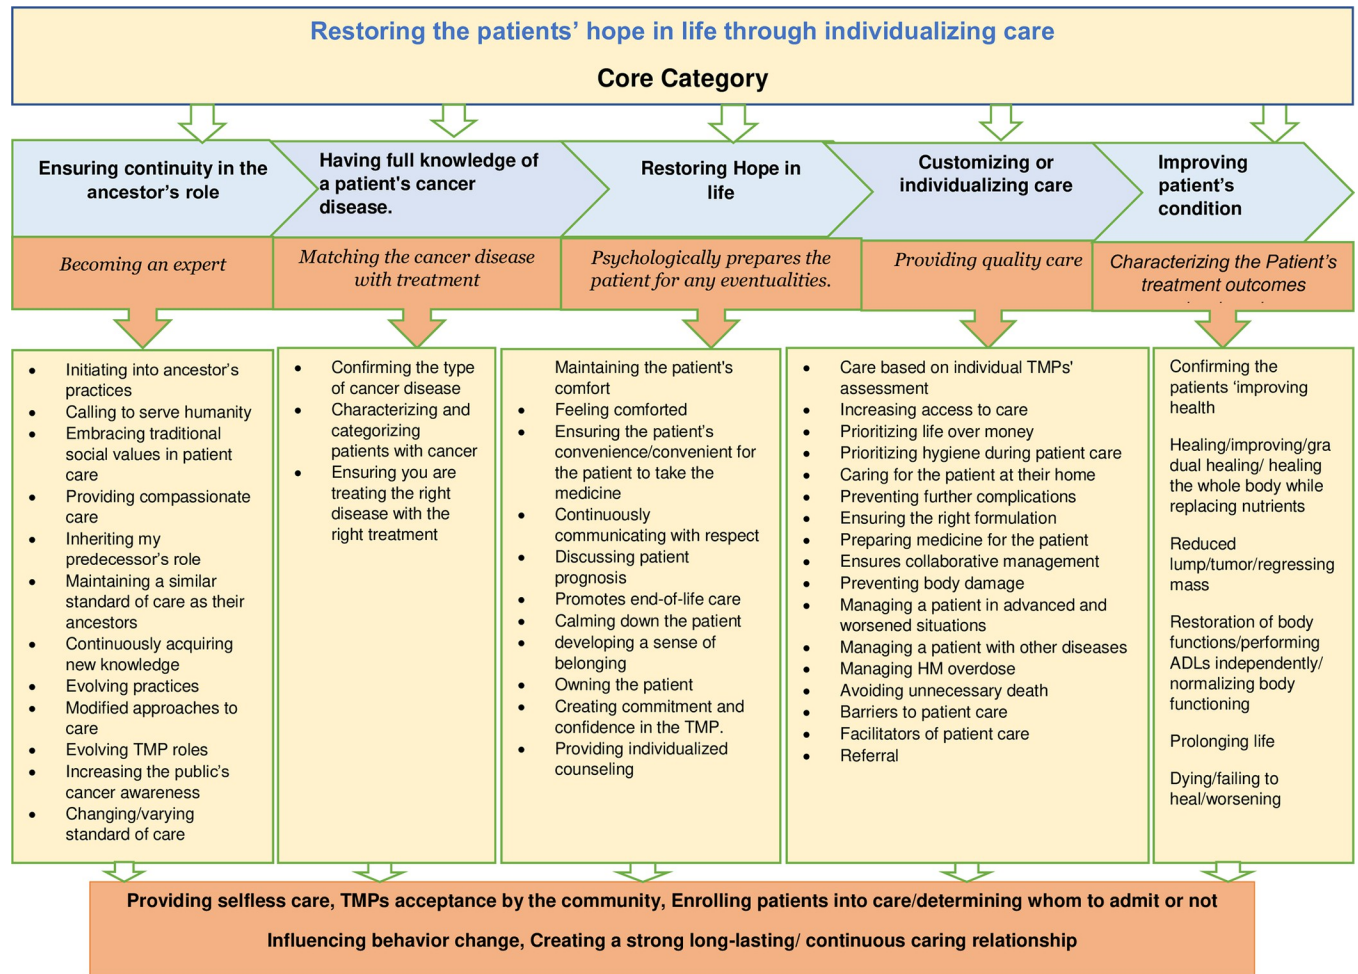 Restoring the patients’ hope in life through individualizing care
Core Category
Ensuring continuity in the
ancestor’s role
Having full knowledge of
a patient's cancer
disease.
Restoring Hope in
life
Customizing or
individualizing care
Improving
patient’s
condition
Becoming an expert
Matching the cancer disease
with treatment
Psychologically prepares the
patient for any eventualities.
Providing quality care
Characterizing the Patient’s
treatment outcomes
• Initiating into ancestor’s
practices
• Calling to serve humanity
• Embracing traditional
social values in patient
care
• Providing compassionate
care
• Inheriting my
predecessor’s role
• Maintaining a similar
standard of care as their
ancestors
• Continuously acquiring
new knowledge
• Evolving practices
• Modified approaches to
care
• Evolving TMP roles
• Increasing the public’s
cancer awareness
• Changing/varying
standard of care
• Confirming the type
of cancer disease
• Characterizing and
categorizing
patients with cancer
• Ensuring you are
treating the right
disease with the
right treatment
Maintaining the patient's
comfort
• Feeling comforted
• Ensuring the patient’s
convenience/convenient for
the patient to take the
medicine
• Continuously
communicating with respect
• Discussing patient
prognosis
• Promotes end-of-life care
• Calming down the patient
• developing a sense of
belonging
• Owning the patient
• Creating commitment and
confidence in the TMP.
• Providing individualized
counseling
• Care based on individual TMPs'
assessment
• Increasing access to care
• Prioritizing life over money
• Prioritizing hygiene during patient care
• Caring for the patient at their home
• Preventing further complications
• Ensuring the right formulation
• Preparing medicine for the patient
• Ensures collaborative management
• Preventing body damage
• Managing a patient in advanced and
worsened situations
• Managing a patient with other diseases
• Managing HM overdose
• Avoiding unnecessary death
• Barriers to patient care
• Facilitators of patient care
• Referral
Confirming the
patients ‘improving
health
Healing/improving/gra
dual healing/ healing
the whole body while
replacing nutrients
Reduced
lump/tumor/regressing
mass
Restoration of body
functions/performing
ADLs independently/
normalizing body
functioning
Prolonging life
Dying/failing to
heal/worsening
Providing selfless care, TMPs acceptance by the community, Enrolling patients into care/determining whom to admit or not
Influencing behavior change, Creating a strong long-lasting/ continuous caring relationship